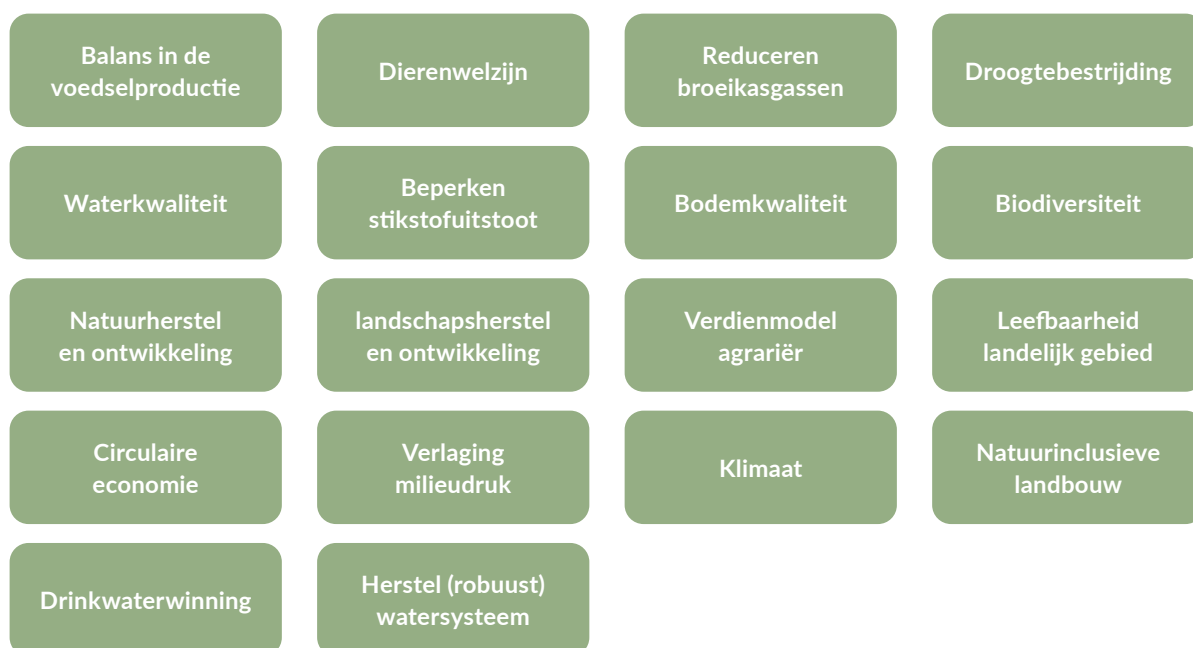 Balans in de
voedselproductie
Dierenwelzijn
Reduceren
broeikasgassen
Droogtebestrijding
Waterkwaliteit
Beperken
stikstofuitstoot
Bodemkwaliteit
Biodiversiteit
Natuurherstel
en ontwikkeling
landschapsherstel
en ontwikkeling
Verdienmodel
agrariër
Leefbaarheid
landelijk gebied
Circulaire
economie
Verlaging
milieudruk
Klimaat
Natuurinclusieve
landbouw
Drinkwaterwinning
Herstel (robuust)
watersysteem